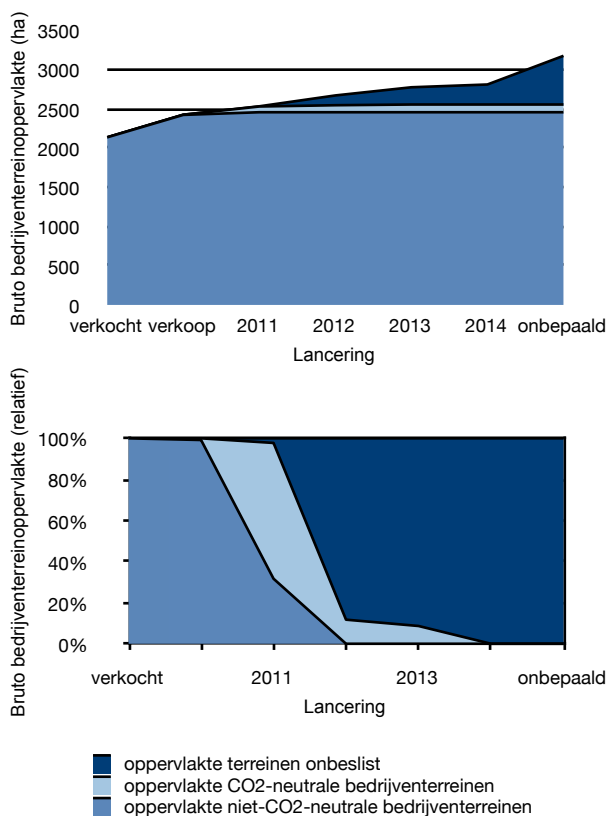 Bruto bedrijventerreinoppervlakte (ha)
3500
3000
2500
2000
1500
1000
500
0
verkocht verkoop 2011 2012 2013 2014 onbepaald
Lancering
Bruto bedrijventerreinoppervlakte (relatief)
100%
80%
60%
40%
20%
0%
verkocht 2011 2013 onbepaald
Lancering
oppervlakte terreinen onbeslist
oppervlakte CO2-neutrale bedrijventerreinen
oppervlakte niet-CO2-neutrale bedrijventerreinen